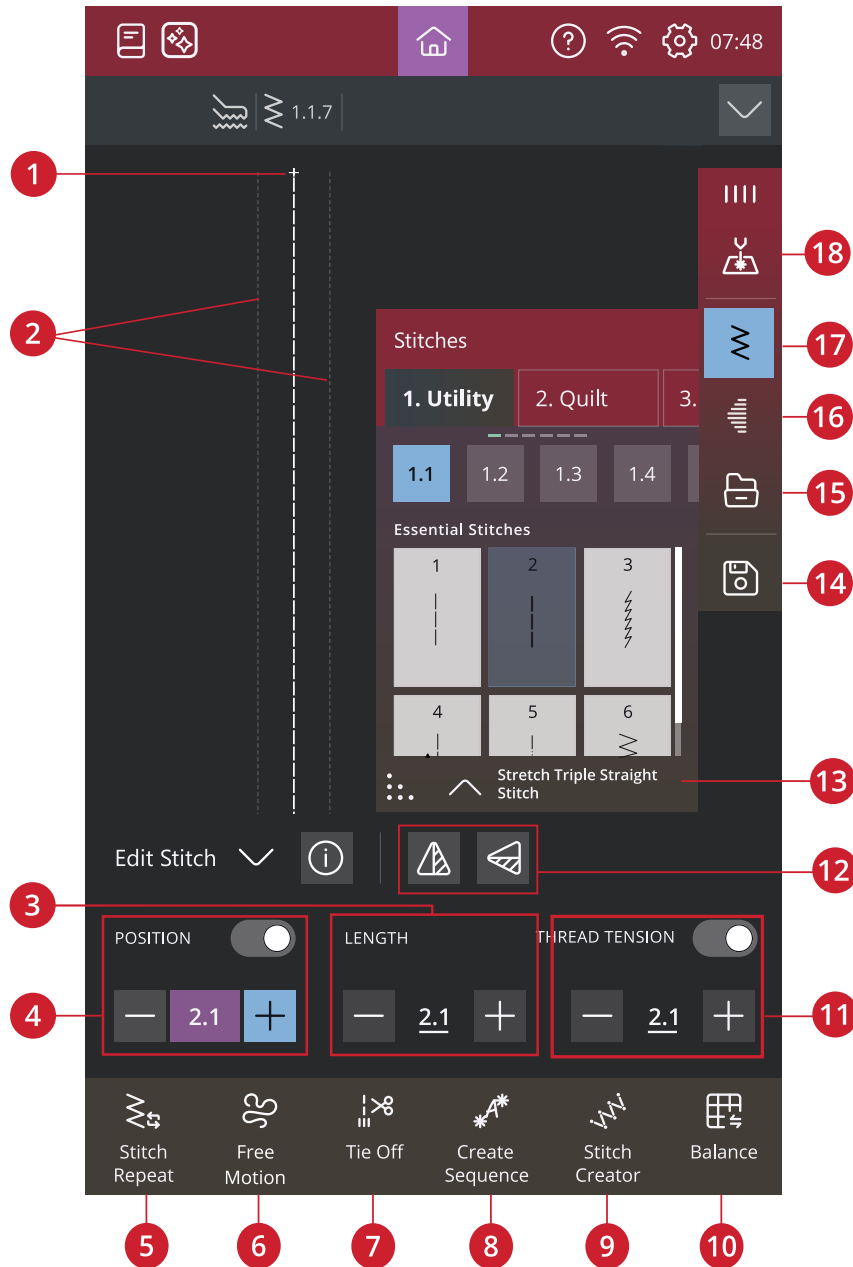 07:48
1.1.7
1
18
2
Stitches
17
1. Utility
2. Quilt
3.
16
1.1
1.2
1.3
1.4
15
Essential Stitches
1
2
3
14
4
5
6
Stretch Triple Straight
Stitch
13
Edit Stitch
12
3
POSITION
LENGTH
THREAD TENSION
4
2.1
2.1
2.1
11
Stitch
Repeat
Free
Motion
Tie Off
Create
Sequence
Stitch
Creator
Balance
5
6
7
8
9
10